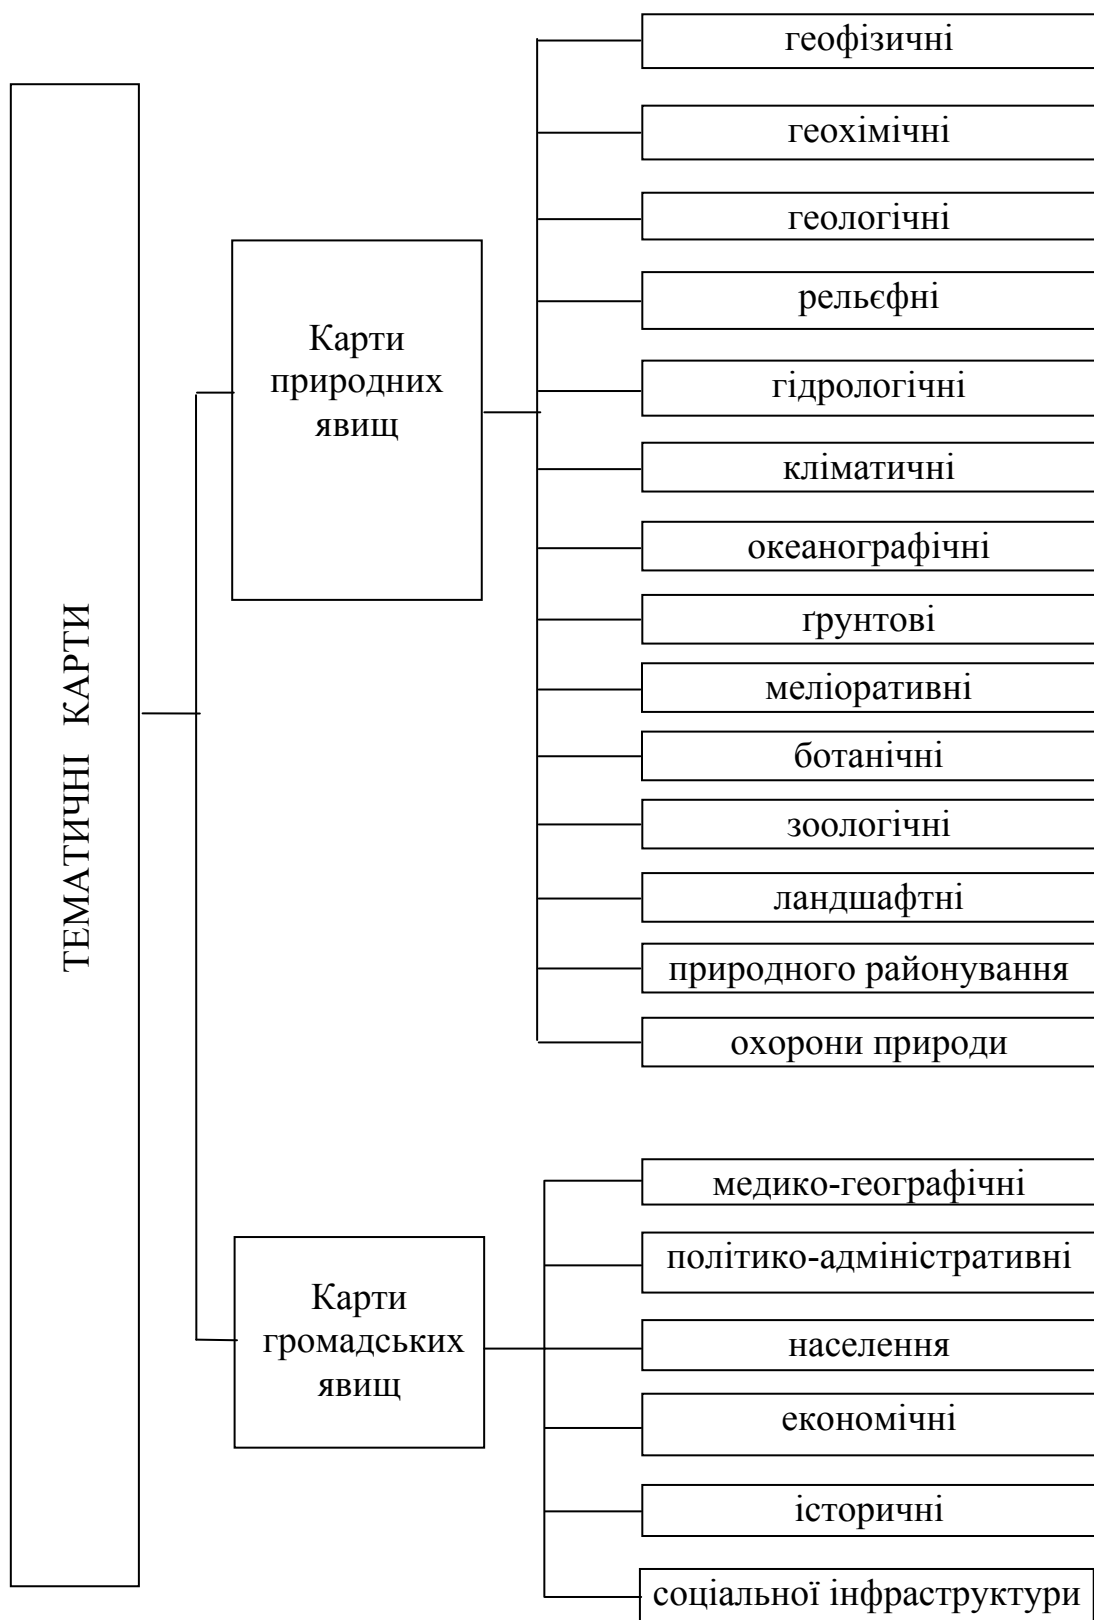 ТЕМАТИЧНІ КАРТИ
Карти
природних
явищ
геофізичні
геохімічні
геологічні
рельєфні
гідрологічні
кліматичні
океанографічні
ґрунтові
меліоративні
ботанічні
зоологічні
ландшафтні
природного районування
охорони природи
Карти
громадських
явищ
медико-географічні
політико-адміністративні
населення
економічні
історичні
соціальної інфраструктури